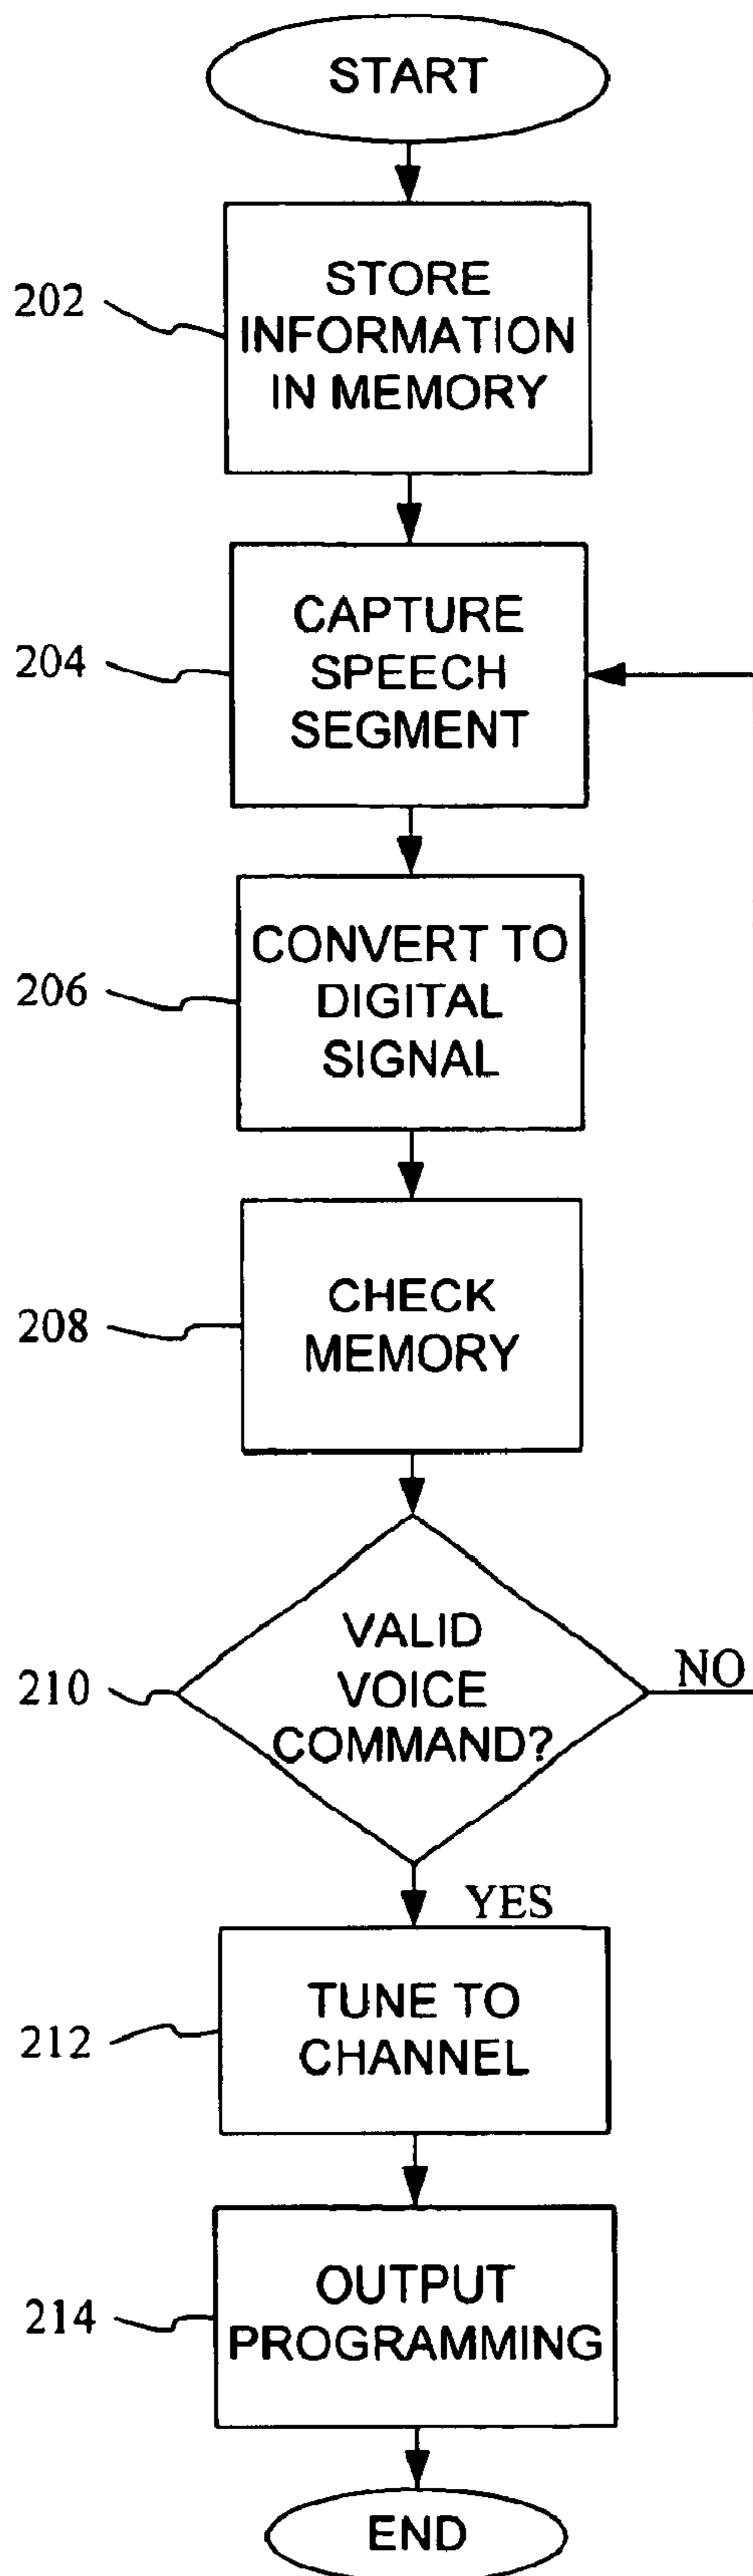 START
202
STORE
INFORMATION
IN MEMORY
204
CAPTURE
SPEECH
SEGMENT
206
CONVERT TO
DIGITAL
SIGNAL
208
CHECK
MEMORY
210
VALID
VOICE
COMMAND?
NO
YES
212
TUNE TO
CHANNEL
214
OUTPUT
PROGRAMMING
END